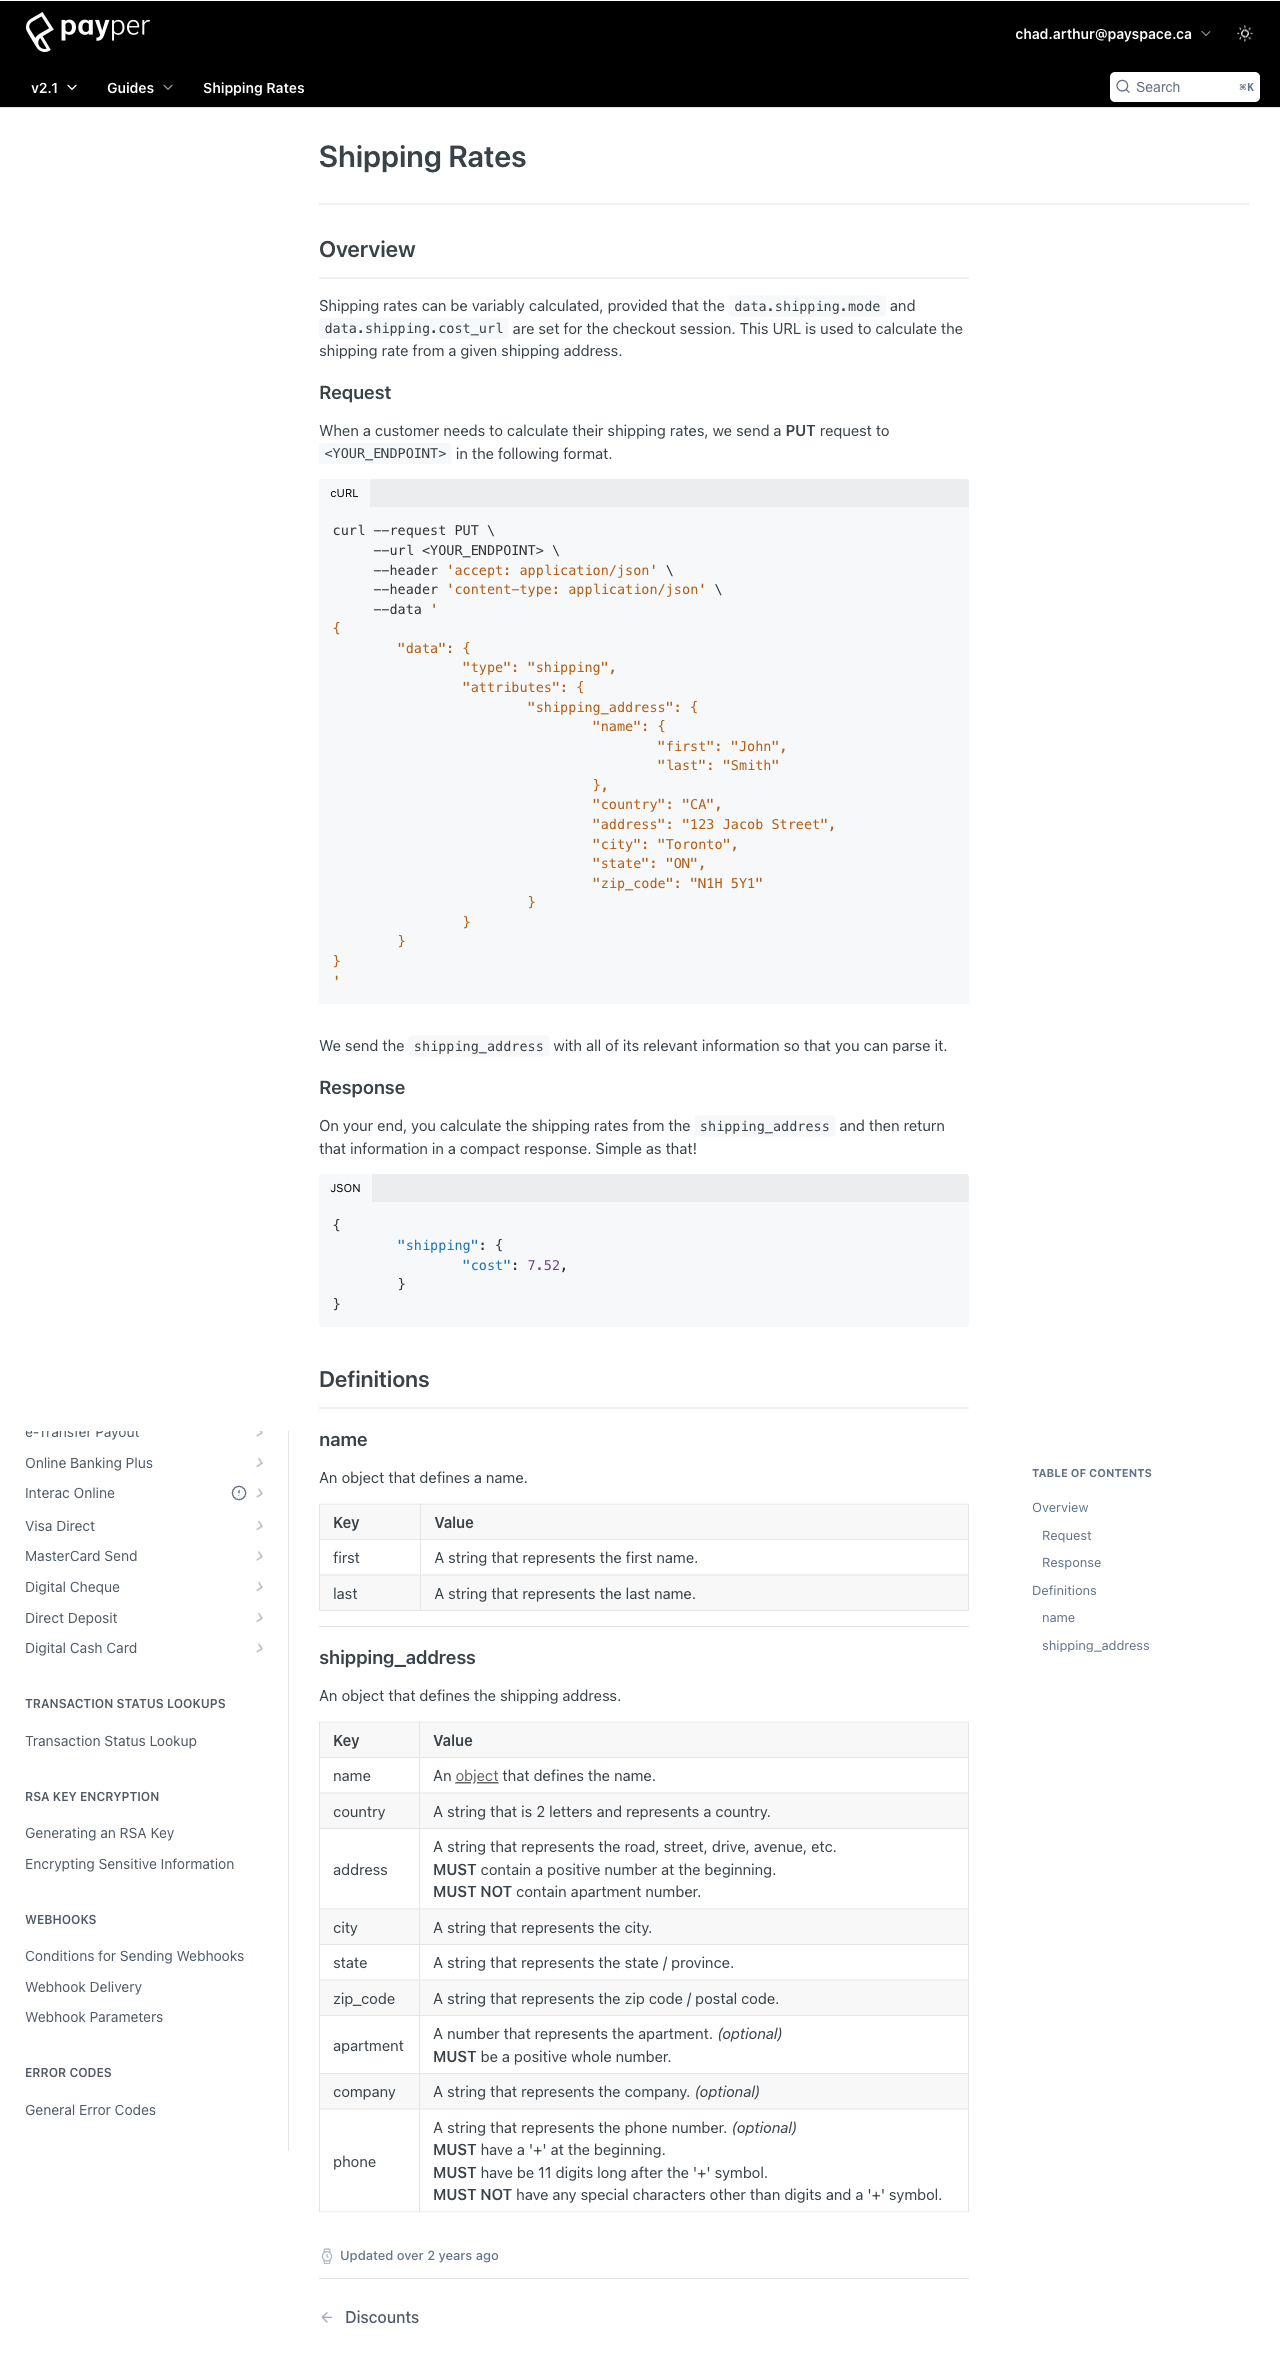 payper
chad.arthur@payspace.ca
v2.1 Guides Shipping Rates
Search ⌘K
Shipping Rates
Overview
Shipping rates can be variably calculated, provided that the data.shipping.mode and
data.shipping.cost_url are set for the checkout session. This URL is used to calculate the
shipping rate from a given shipping address.
Request
When a customer needs to calculate their shipping rates, we send a PUT request to
<YOUR_ENDPOINT> in the following format.
cURL
curl --request PUT \
--url <YOUR_ENDPOINT> \
--header 'accept: application/json' \
--header 'content-type: application/json' \
--data '
{
"data": {
"type": "shipping",
"attributes": {
"shipping_address": {
"name": {
"first": "John",
"last": "Smith"
},
"country": "CA",
"address": "123 Jacob Street",
"city": "Toronto",
"state": "ON",
"zip_code": "N1H 5Y1"
}
}
}
}
'
We send the shipping_address with all of its relevant information so that you can parse it.
Response
On your end, you calculate the shipping rates from the shipping_address and then return
that information in a compact response. Simple as that!
JSON
{
"shipping": {
"cost": 7.52,
}
}
Definitions
name
An object that defines a name.
Key Value
first A string that represents the first name.
last A string that represents the last name.
shipping_address
An object that defines the shipping address.
Key Value
name An object that defines the name.
country A string that is 2 letters and represents a country.
address A string that represents the road, street, drive, avenue, etc.
MUST contain a positive number at the beginning.
MUST NOT contain apartment number.
city A string that represents the city.
state A string that represents the state / province.
zip_code A string that represents the zip code / postal code.
apartment A number that represents the apartment. (optional)
MUST be a positive whole number.
company A string that represents the company. (optional)
phone A string that represents the phone number. (optional)
MUST have a '+' at the beginning.
MUST have be 11 digits long after the '+' symbol.
MUST NOT have any special characters other than digits and a '+' symbol.
Updated over 2 years ago
Discounts
e-Transfer Payout
Online Banking Plus
Interac Online
Visa Direct
MasterCard Send
Digital Cheque
Direct Deposit
Digital Cash Card
TRANSACTION STATUS LOOKUPS
Transaction Status Lookup
RSA KEY ENCRYPTION
Generating an RSA Key
Encrypting Sensitive Information
WEBHOOKS
Conditions for Sending Webhooks
Webhook Delivery
Webhook Parameters
ERROR CODES
General Error Codes
TABLE OF CONTENTS
Overview
Request
Response
Definitions
name
shipping_address